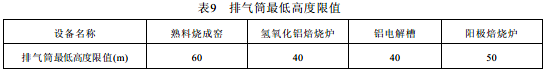 表9 排气筒最低高度限值
设备名称 熟料烧成窑 氢氧化铝焙烧炉 铝电解槽 阳极焙烧炉
排气筒最低高度限值(m) 60 40 40 50